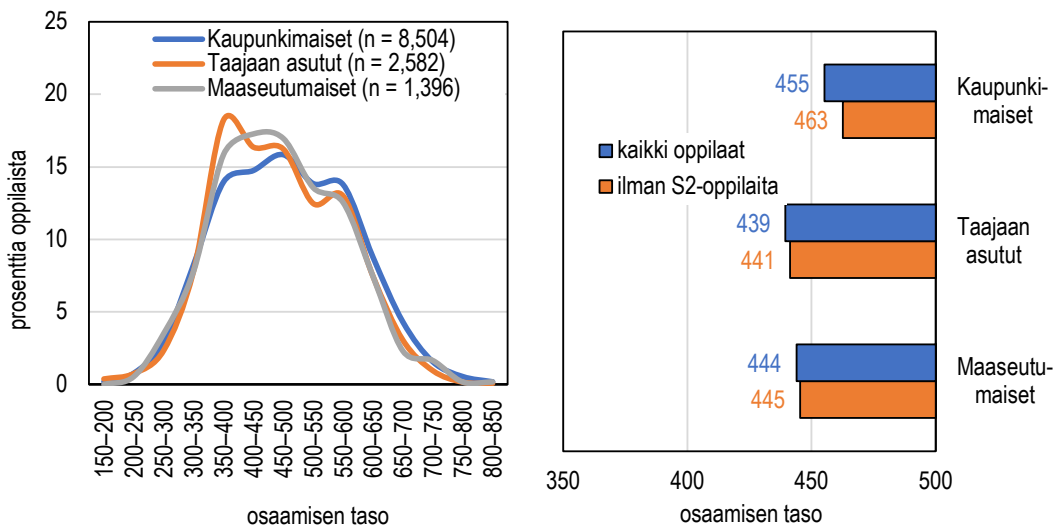 25
20
15
10
5
0
prosenttia oppilaista
Kaupunkimaiset (n = 8,504)
Taajaan asutut (n = 2,582)
Maaseutumaiset (n = 1,396)
150–200
200–250
250–300
300–350
350–400
400–450
450–500
500–550
550–600
600–650
650–700
700–750
750–800
800–850
osaamisen taso
455
463
Kaupunki-
maiset
kaikki oppilaat
ilman S2-oppilaita
439
441
Taajaan
asutut
444
445
Maaseutu-
maiset
350
400
450
500
osaamisen taso